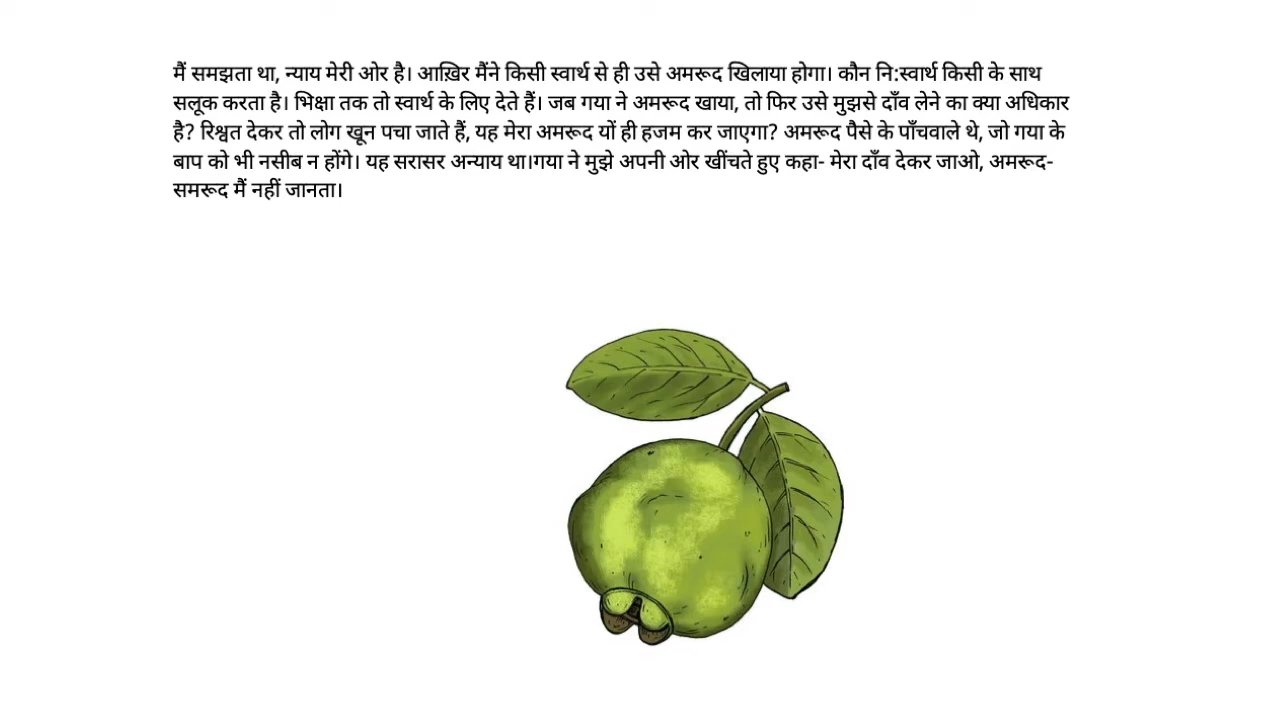 मैं समझता था, न्याय मेरी ओर है। आख़िर मैंने किसी स्वार्थ से ही उसे अमरूद खिलाया होगा। कौन नि:स्वार्थ किसी के साथ
सलूक करता है। भिक्षा तक तो स्वार्थ के लिए देते हैं। जब गया ने अमरूद खाया, तो फिर उसे मुझसे दाँव लेने का क्या अधिकार
है? रिश्वत देकर तो लोग खून पचा जाते हैं, यह मेरा अमरूद यों ही हजम कर जाएगा? अमरूद पैसे के पाँचवाले थे, जो गया के
बाप को भी नसीब न होंगे। यह सरासर अन्याय था।गया ने मुझे अपनी ओर खींचते हुए कहा- मेरा दाँव देकर जाओ, अमरूद-
समरूद मैं नहीं जानता।